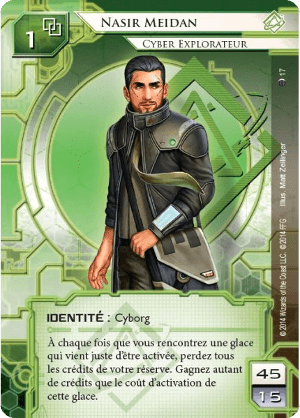 Nasir Meidan
1
Cyber Explorateur
17
Illus. Matt Zeilinger
© 2014 Wizards of the Coast LLC. © 2014 FFG
IDENTITÉ : Cyborg
À chaque fois que vous rencontrez une glace
qui vient juste d'être activée, perdez tous
les crédits de votre réserve. Gagnez autant
de crédits que le coût d'activation de
cette glace.
45
15